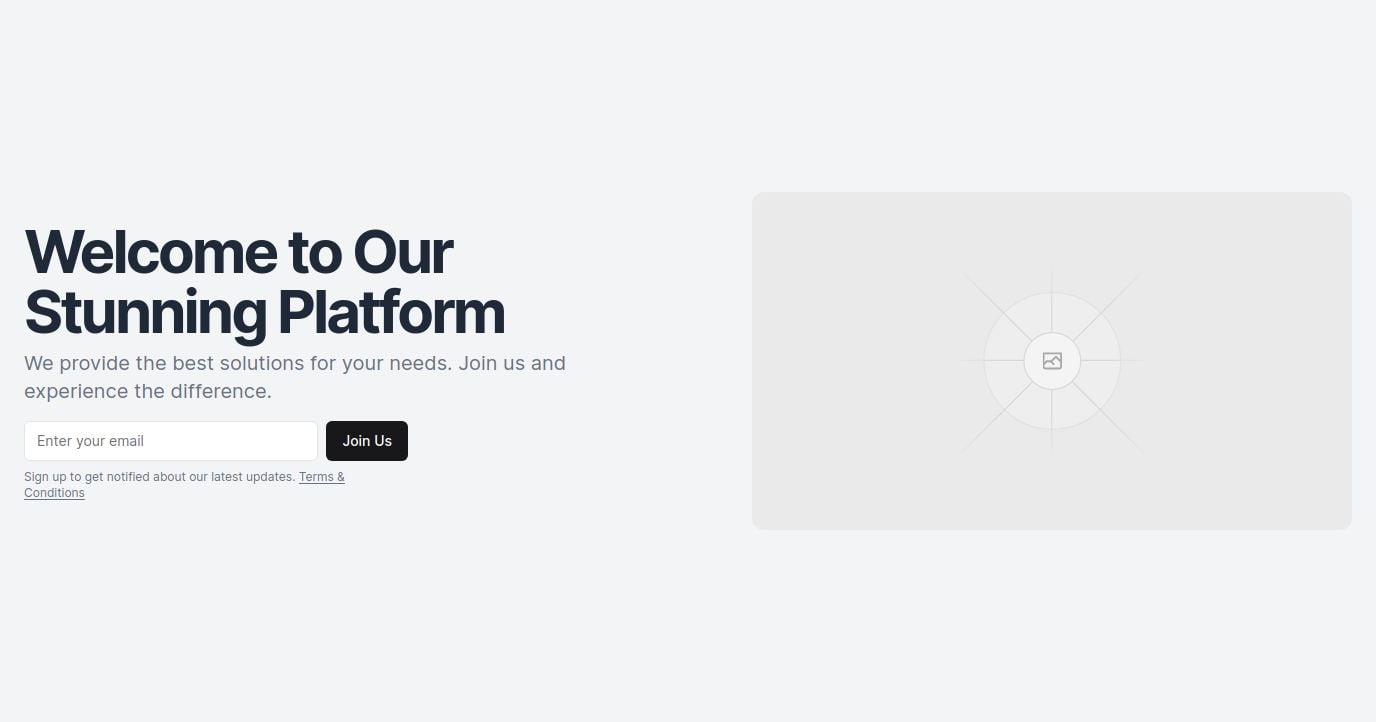 Welcome to Our
Stunning Platform
We provide the best solutions for your needs. Join us and
experience the difference.
Enter your email
Join Us
Sign up to get notified about our latest updates. Terms &
Conditions